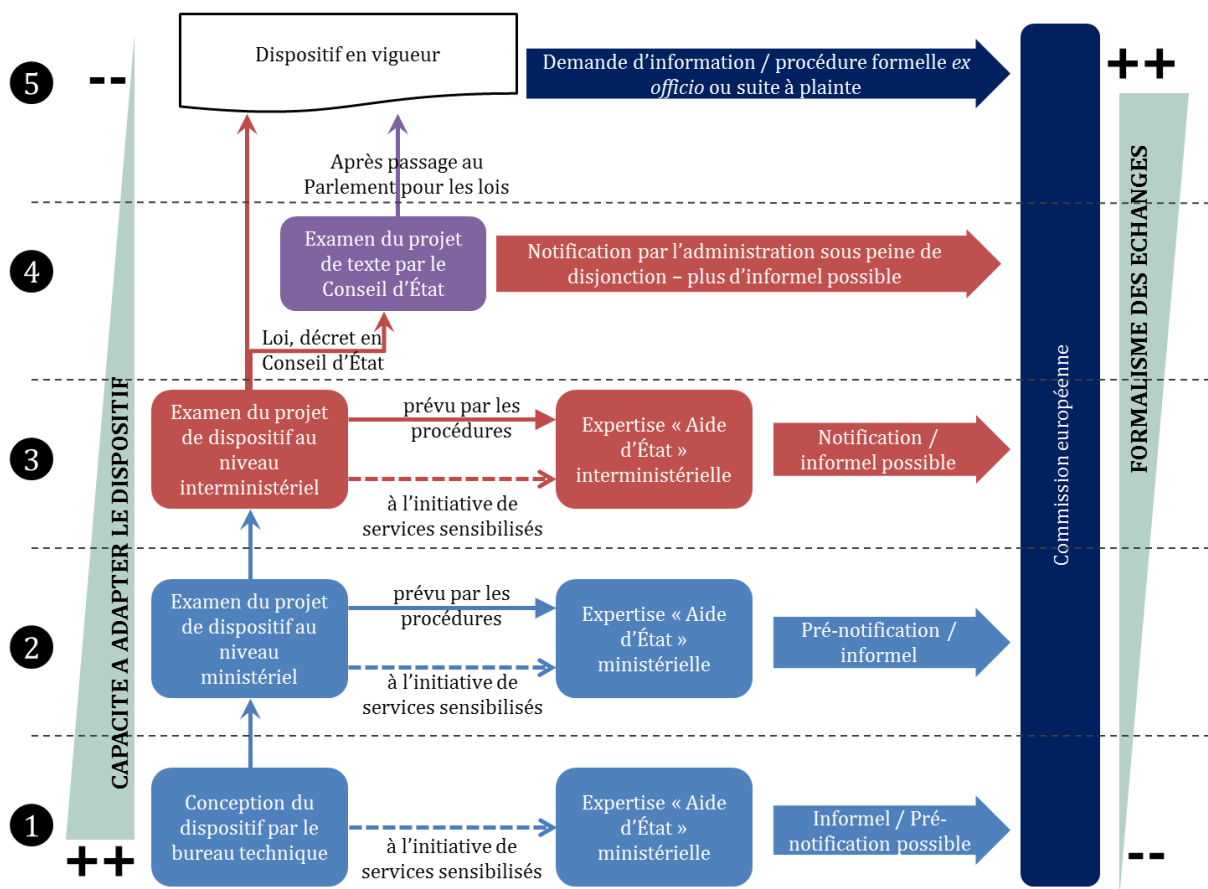 5
--
Dispositif en vigueur
Demande d'information / procédure formelle ex
officio ou suite à plainte
++
Après passage au
Parlement pour les lois
4
Examen du projet
de texte par le
Conseil d'État
Notification par l'administration sous peine de
disjonction – plus d'informel possible
Loi, décret en
Conseil d'État
3
Examen du projet
de dispositif au
niveau
interministériel
prévu par les
procédures
à l'initiative de
services sensibilisés
Expertise « Aide
d'État »
interministérielle
Notification /
informel possible
2
Examen du projet
de dispositif au
niveau
ministériel
prévu par les
procédures
à l'initiative de
services sensibilisés
Expertise « Aide
d'État »
ministérielle
Pré-notification /
informel
1
++
Conception du
dispositif par le
bureau technique
à l'initiative de
services sensibilisés
Expertise « Aide
d'État »
ministérielle
Informel / Pré-
notification possible
--
CAPACITE A ADAPTER LE DISPOSITIF
Commission européenne
FORMALISME DES ECHANGES